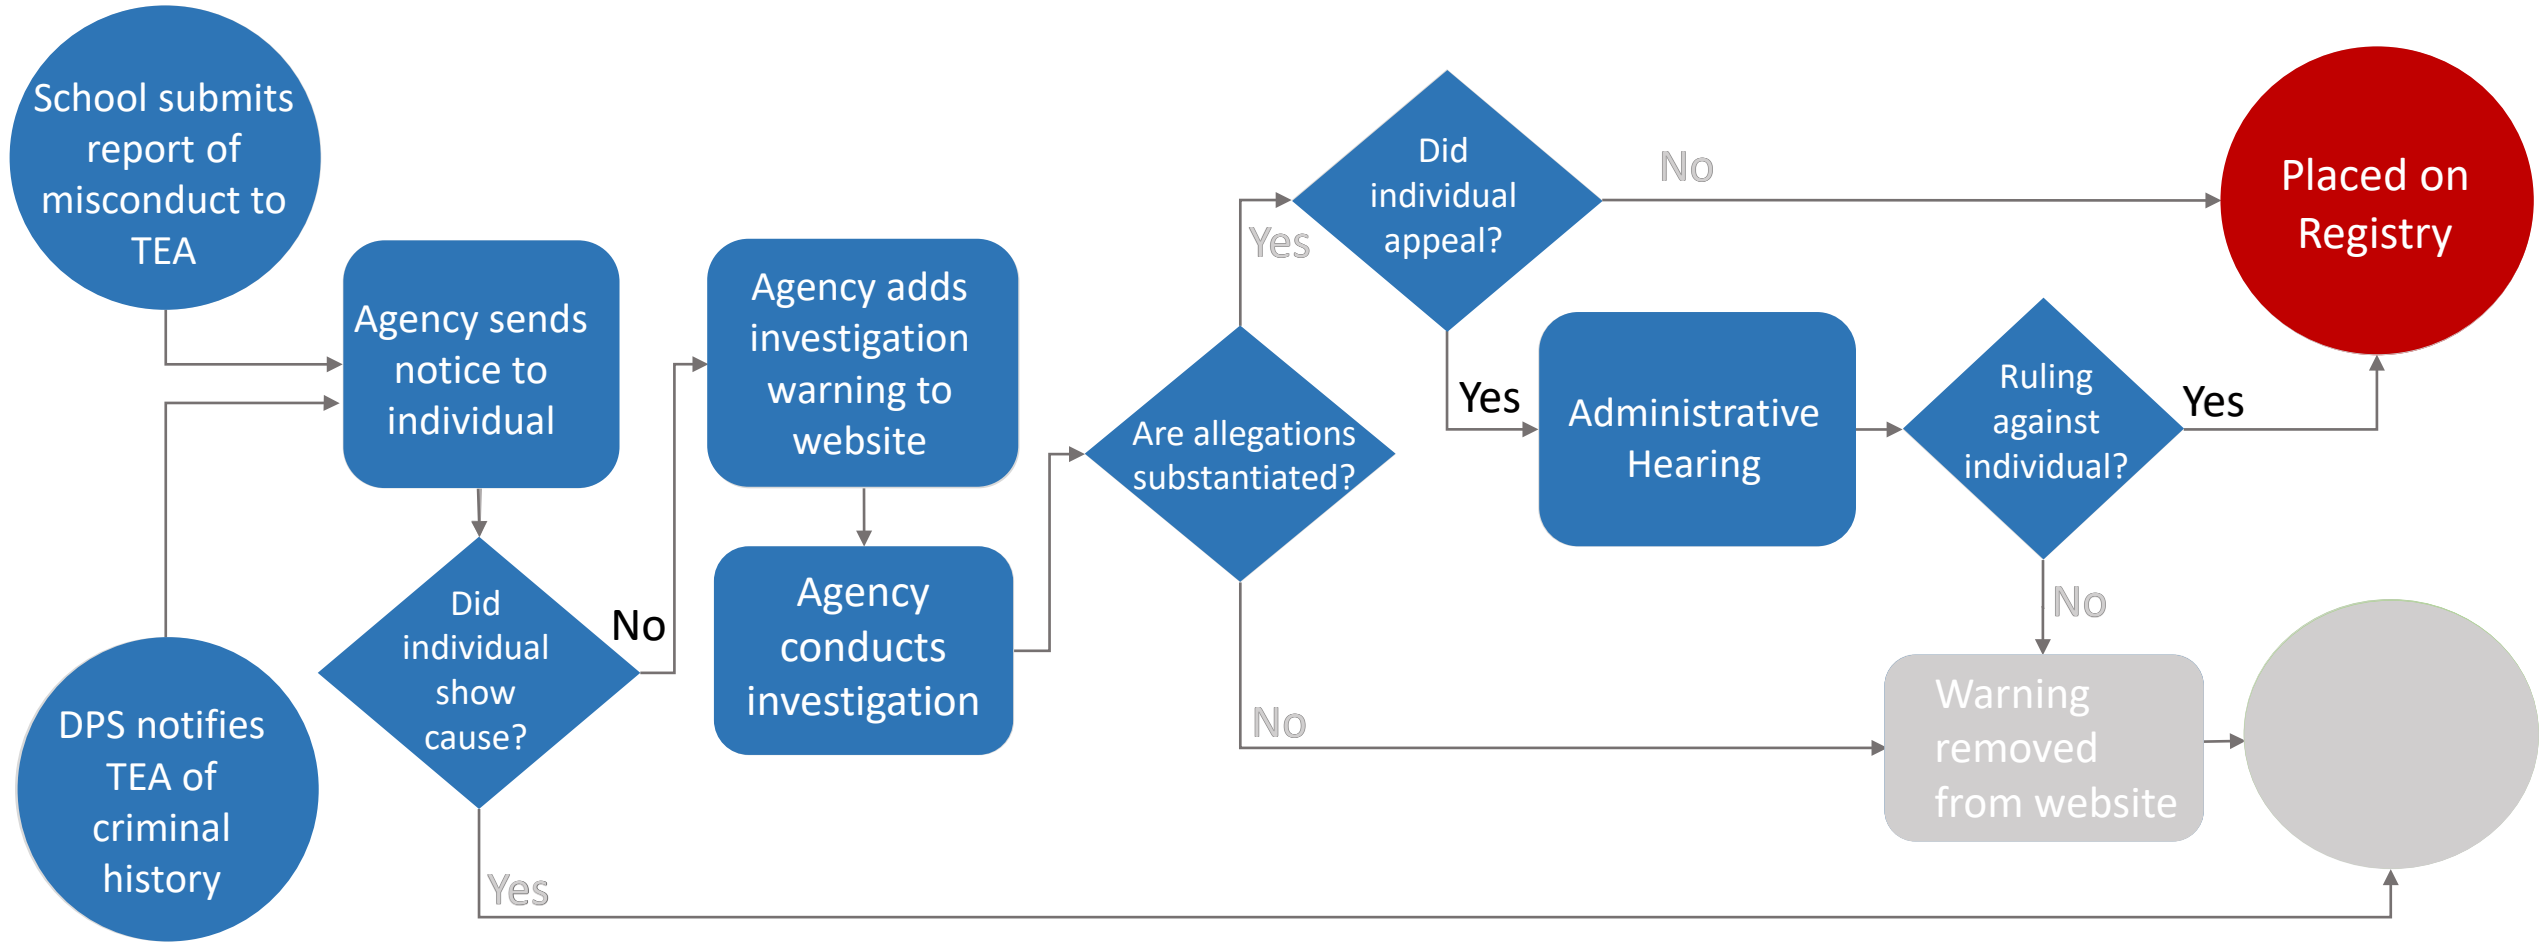 School submits
report of
misconduct to
TEA
DPS notifies
TEA of
criminal
history
Agency sends
notice to
individual
Did
individual
show
cause?
No
Yes
Agency adds
investigation
warning to
website
Agency
conducts
investigation
Are allegations
substantiated?
Yes
No
Did
individual
appeal?
No
Yes
Administrative
Hearing
Ruling
against
individual?
Yes
No
Placed on
Registry
Warning
removed
from website